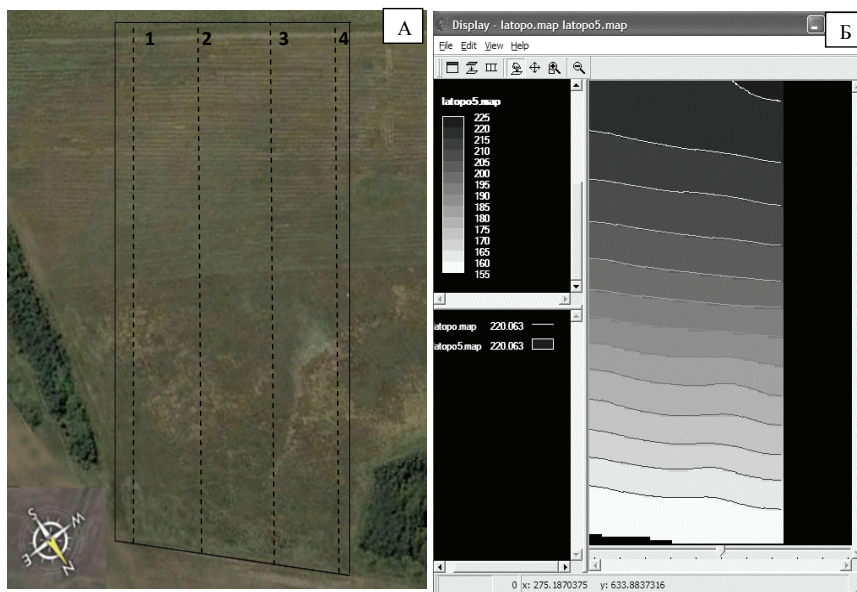 А
1 2 3 4
S W E N
Б
Display - latopo.map latopo5.map
File Edit View Help
latopo5.map
225
220
215
210
205
200
195
190
185
180
175
170
165
160
155
latopo.map 220.063
latopo5.map 220.063
0 x: 275.1870375 y: 633.8837316